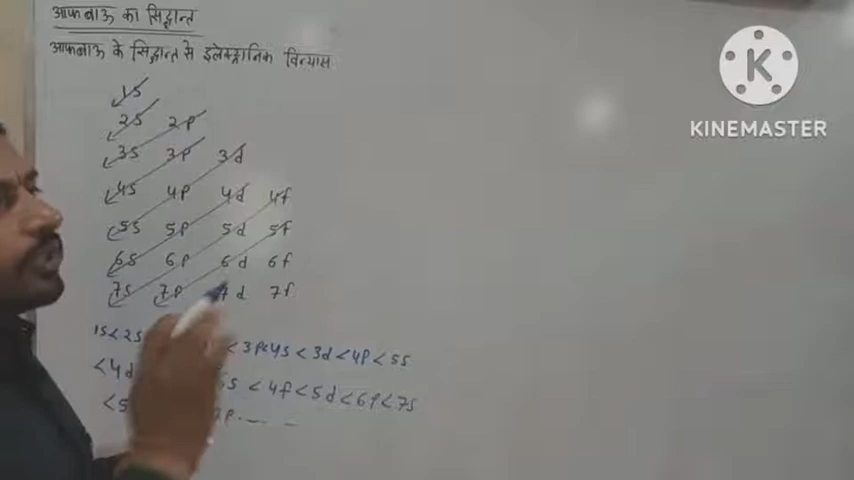 आफबाऊ का सिद्धान्त
आफबाऊ के सिद्धान्त से इलेक्ट्रानिक विन्यास
1s
2s 2p
3s 3p 3d
4s 4p 4d 4f
5s 5p 5d 5f
6s 6p 6d 6f
7s 7p 7d 7f
1s < 2s < 3p < 4s < 3d < 4p < 5s
< 4d < 4f < 5d < 6p < 7s
< 5
K
KINEMASTER